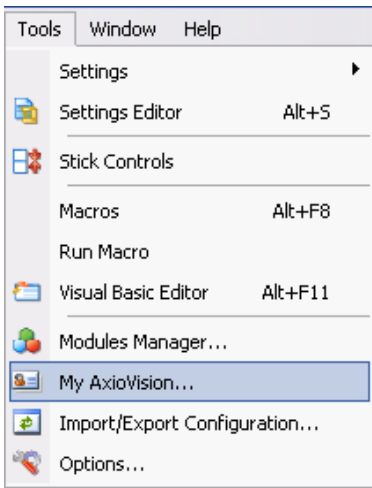 Tools Window Help
Settings
Settings Editor Alt+S
Stick Controls
Macros Alt+F8
Run Macro
Visual Basic Editor Alt+F11
Modules Manager...
My AxioVision...
Import/Export Configuration...
Options...